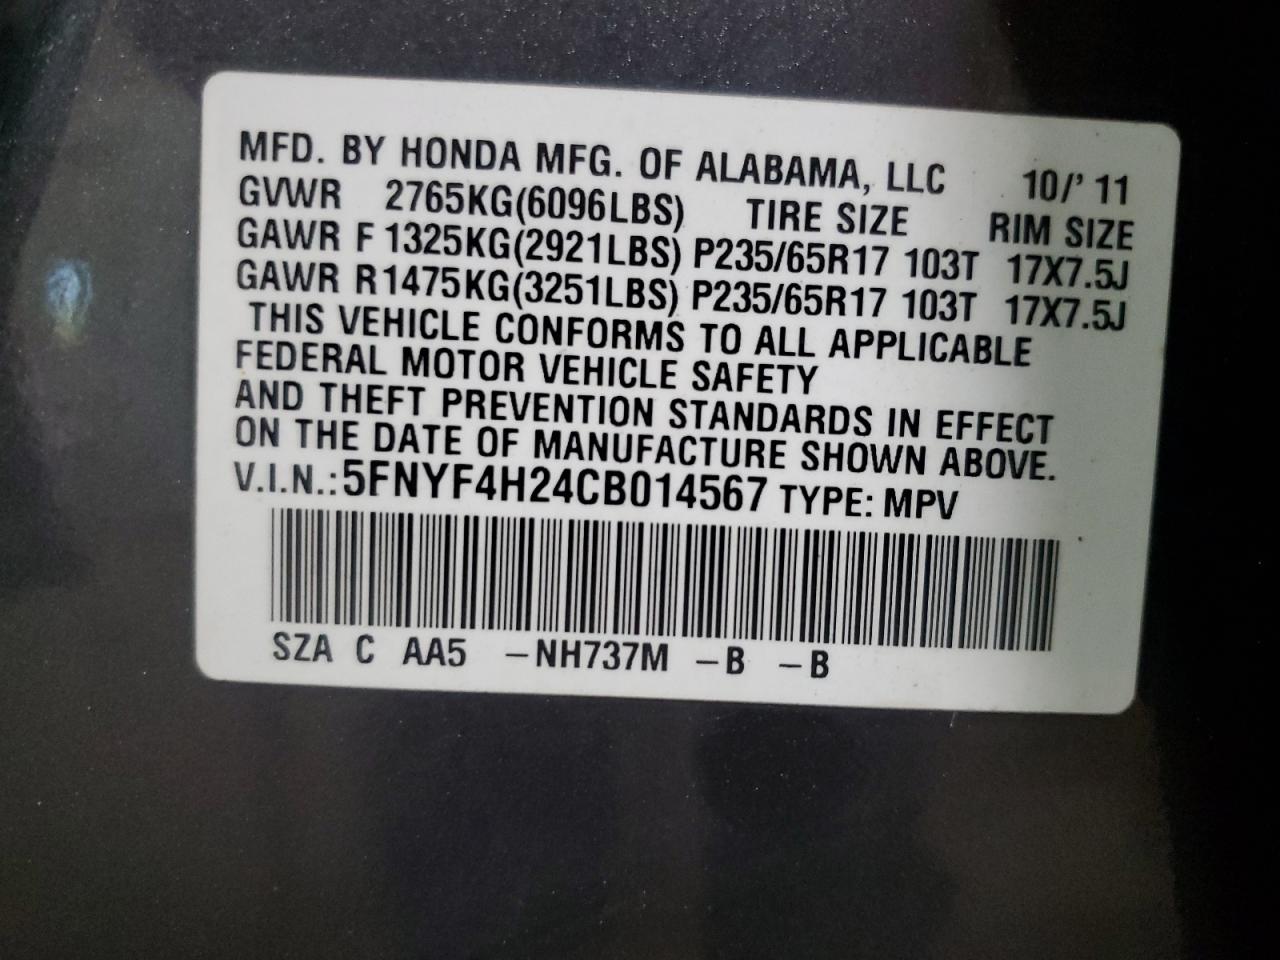 MFD. BY HONDA MFG. OF ALABAMA, LLC 10/' 11
GVWR 2765KG(6096LBS) TIRE SIZE RIM SIZE
GAWR F 1325KG(2921LBS) P235/65R17 103T 17X7.5J
GAWR R 1475KG(3251LBS) P235/65R17 103T 17X7.5J
THIS VEHICLE CONFORMS TO ALL APPLICABLE
FEDERAL MOTOR VEHICLE SAFETY
AND THEFT PREVENTION STANDARDS IN EFFECT
ON THE DATE OF MANUFACTURE SHOWN ABOVE.
V.I.N.:5FNYF4H24CB014567 TYPE: MPV
SZA C AA5 –NH737M –B –B